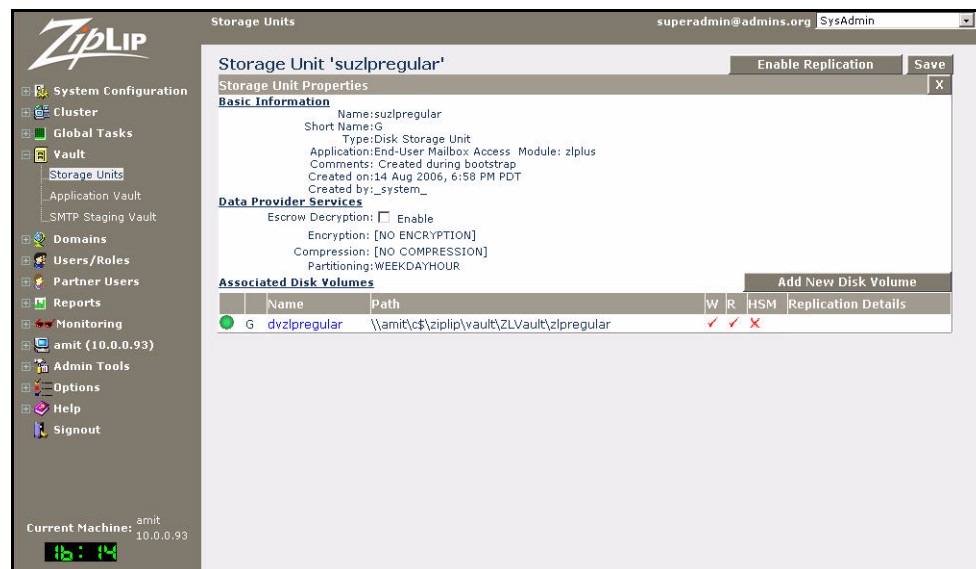 ZipLip
Storage Units
superadmin@admins.org SysAdmin
System Configuration
Cluster
Global Tasks
Vault
Storage Units
Application Vault
SMTP Staging Vault
Domains
Users/Roles
Partner Users
Reports
Monitoring
amit (10.0.0.93)
Admin Tools
Options
Help
Signout
Current Machine: amit
10.0.0.93
16:14
Storage Unit 'suzlpregular'
Enable Replication Save
Storage Unit Properties X
Basic Information
Name:suzlpregular
Short Name:G
Type:Disk Storage Unit
Application:End-User Mailbox Access Module: zlplus
Comments: Created during bootstrap
Created on:14 Aug 2006, 6:58 PM PDT
Created by:_system_
Data Provider Services
Escrow Decryption: Enable
Encryption: [NO ENCRYPTION]
Compression: [NO COMPRESSION]
Partitioning:WEEKDAYHOUR
Associated Disk Volumes Add New Disk Volume
Name Path W R HSM Replication Details
G dvzlpregular \\amit\c$\ziplip\vault\ZLVault\zlpregular